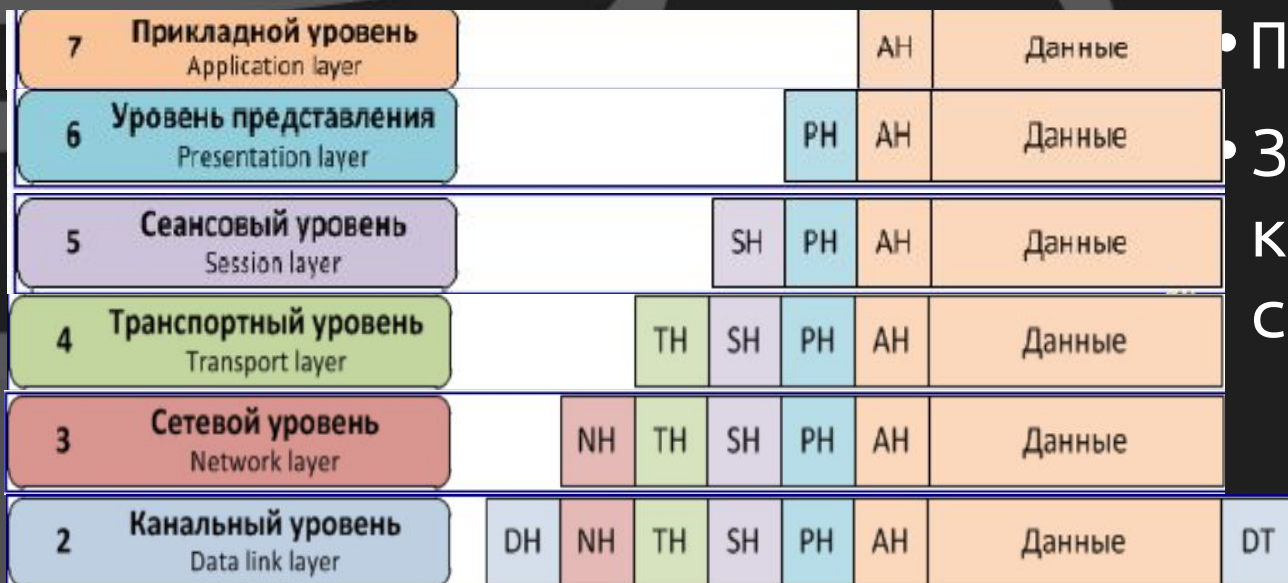 7 Прикладной уровень AH Данные
Application layer
6 Уровень представления PH AH Данные
Presentation layer
5 Сеансовый уровень SH PH AH Данные
Session layer
4 Транспортный уровень TH SH PH AH Данные
Transport layer
3 Сетевой уровень NH TH SH PH AH Данные
Network layer
2 Канальный уровень DH NH TH SH PH AH Данные DT
Data link layer
• П
• З
к
с